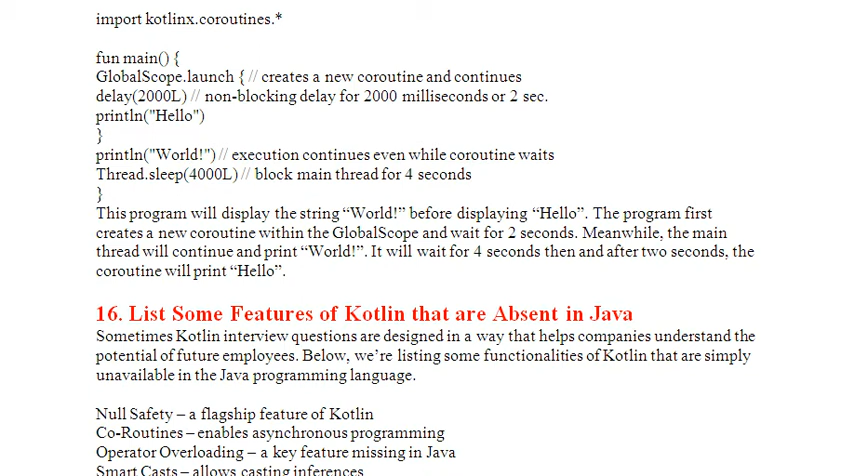 import kotlinx.coroutines.*
fun main() {
GlobalScope.launch { // creates a new coroutine and continues
delay(2000L) // non-blocking delay for 2000 milliseconds or 2 sec.
println("Hello")
}
println("World!") // execution continues even while coroutine waits
Thread.sleep(4000L) // block main thread for 4 seconds
}
This program will display the string “World!” before displaying “Hello”. The program first
creates a new coroutine within the GlobalScope and wait for 2 seconds. Meanwhile, the main
thread will continue and print “World!”. It will wait for 4 seconds then and after two seconds, the
coroutine will print “Hello”.
16. List Some Features of Kotlin that are Absent in Java
Sometimes Kotlin interview questions are designed in a way that helps companies understand the
potential of future employees. Below, we’re listing some functionalities of Kotlin that are simply
unavailable in the Java programming language.
Null Safety – a flagship feature of Kotlin
Co-Routines – enables asynchronous programming
Operator Overloading – a key feature missing in Java
Smart Casts – allows casting inferences